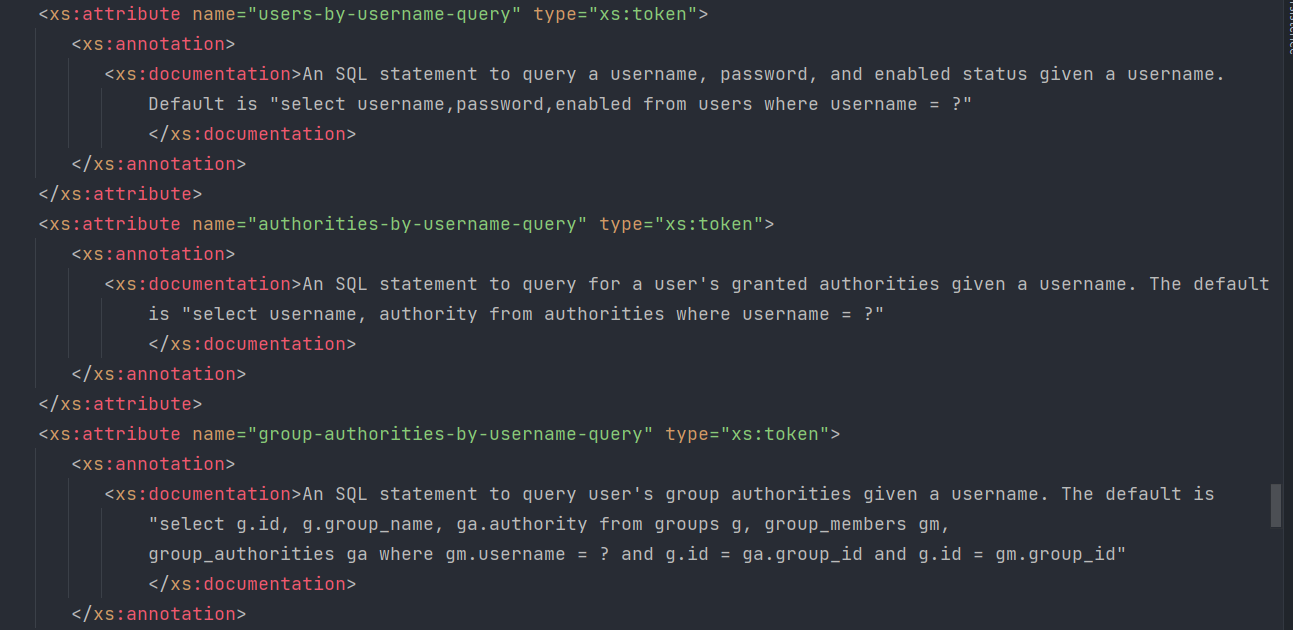 <xs:attribute name="users-by-username-query" type="xs:token">
<xs:annotation>
<xs:documentation>An SQL statement to query a username, password, and enabled status given a username.
Default is "select username,password,enabled from users where username = ?"
</xs:documentation>
</xs:annotation>
</xs:attribute>
<xs:attribute name="authorities-by-username-query" type="xs:token">
<xs:annotation>
<xs:documentation>An SQL statement to query for a user's granted authorities given a username. The default
is "select username, authority from authorities where username = ?"
</xs:documentation>
</xs:annotation>
</xs:attribute>
<xs:attribute name="group-authorities-by-username-query" type="xs:token">
<xs:annotation>
<xs:documentation>An SQL statement to query user's group authorities given a username. The default is
"select g.id, g.group_name, ga.authority from groups g, group_members gm,
group_authorities ga where gm.username = ? and g.id = ga.group_id and g.id = gm.group_id"
</xs:documentation>
</xs:annotation>